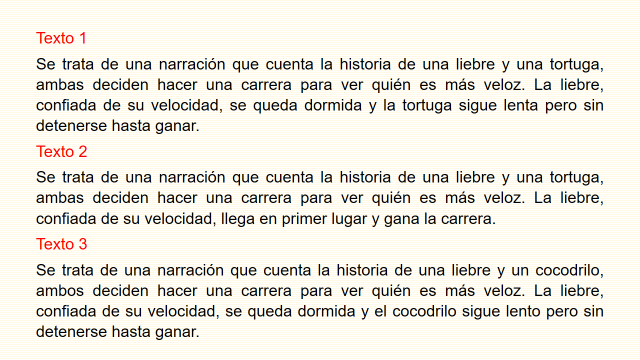 Texto 1
Se trata de una narración que cuenta la historia de una liebre y una tortuga,
ambas deciden hacer una carrera para ver quién es más veloz. La liebre,
confiada de su velocidad, se queda dormida y la tortuga sigue lenta pero sin
detenerse hasta ganar.
Texto 2
Se trata de una narración que cuenta la historia de una liebre y una tortuga,
ambas deciden hacer una carrera para ver quién es más veloz. La liebre,
confiada de su velocidad, llega en primer lugar y gana la carrera.
Texto 3
Se trata de una narración que cuenta la historia de una liebre y un cocodrilo,
ambos deciden hacer una carrera para ver quién es más veloz. La liebre,
confiada de su velocidad, se queda dormida y el cocodrilo sigue lento pero sin
detenerse hasta ganar.